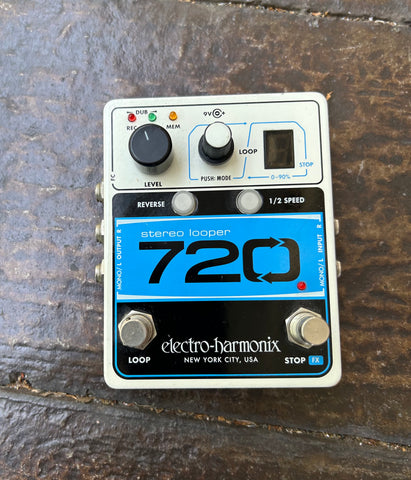 DUB
REC
MEM
9V
FC
LOOP
STOP
LEVEL
PUSH: MODE
0-90%
REVERSE
1/2 SPEED
stereo looper
720
MONO/L OUTPUT R
MONO/L INPUT R
LOOP
electro-harmonix
NEW YORK CITY, USA
STOP FX